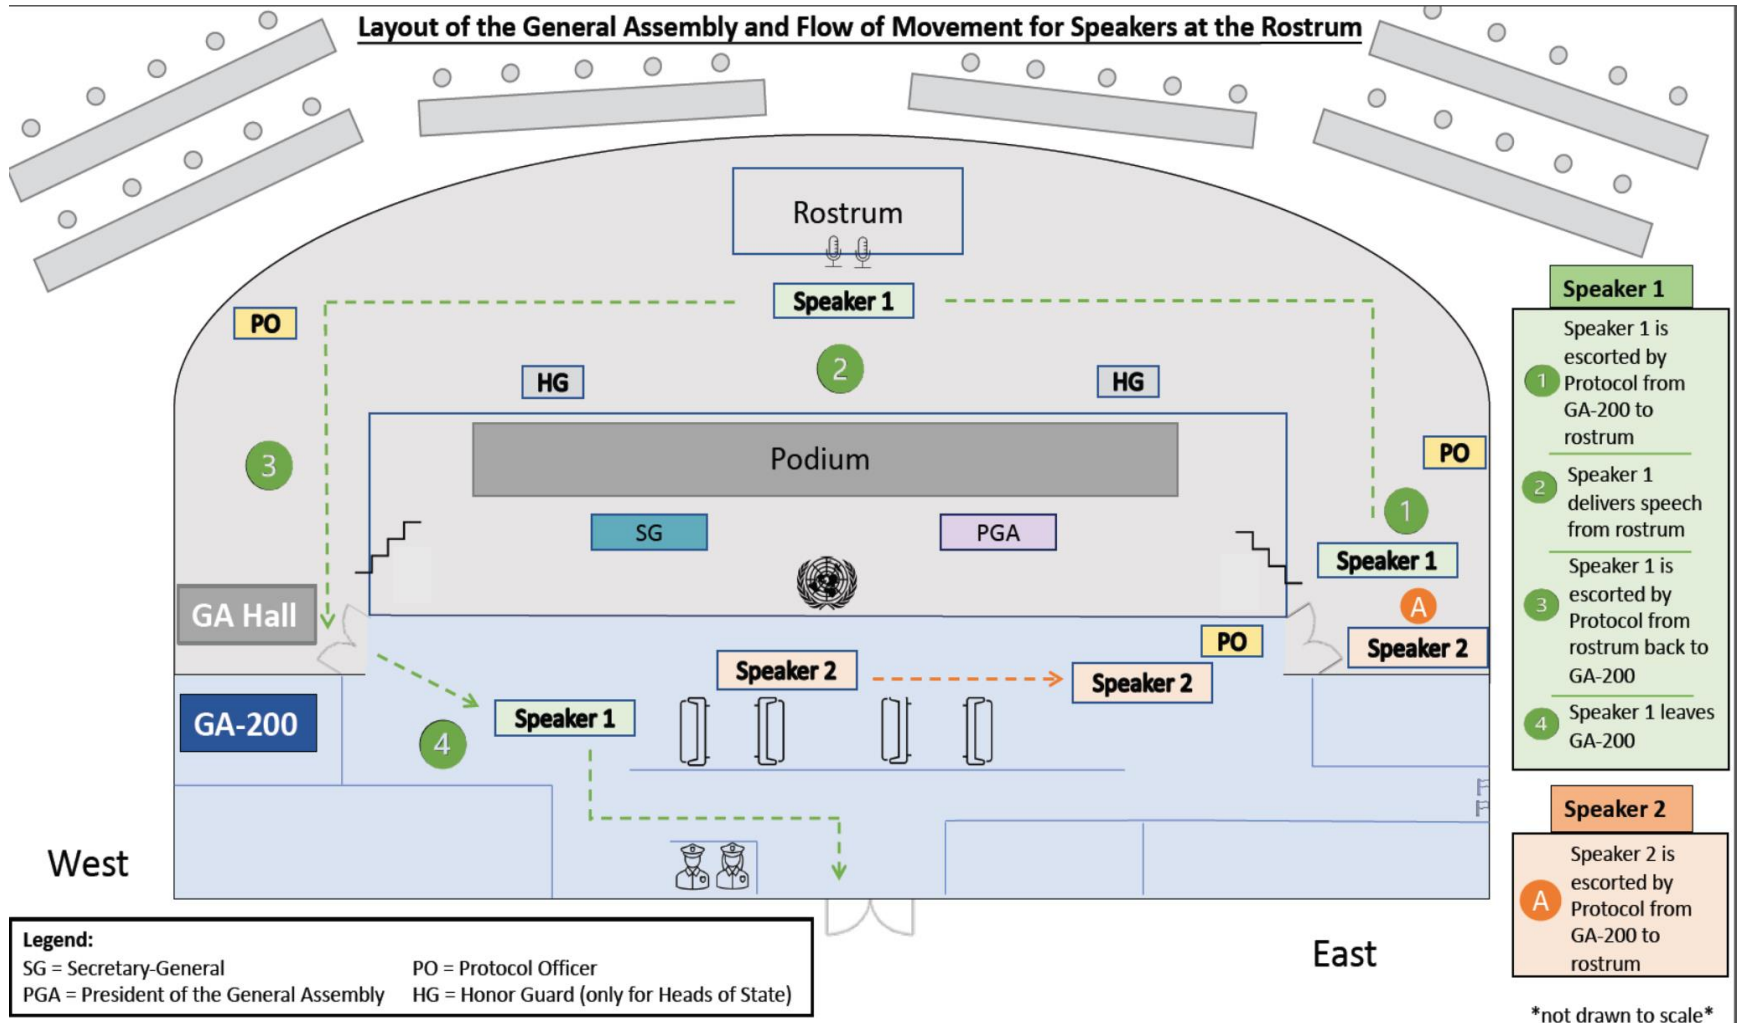 Layout of the General Assembly and Flow of Movement for Speakers at the Rostrum
Rostrum
Speaker 1
PO
2
HG
HG
Podium
3
PO
1
SG
PGA
Speaker 1
A
GA Hall
PO
Speaker 2
Speaker 2
Speaker 2
GA-200
Speaker 1
4
West
East
Speaker 1
1
Speaker 1 is
escorted by
Protocol from
GA-200 to
rostrum
2
Speaker 1
delivers speech
from rostrum
3
Speaker 1 is
escorted by
Protocol from
rostrum back to
GA-200
4
Speaker 1 leaves
GA-200
Speaker 2
A
Speaker 2 is
escorted by
Protocol from
GA-200 to
rostrum
Legend:
SG = Secretary-General
PGA = President of the General Assembly
PO = Protocol Officer
HG = Honor Guard (only for Heads of State)
*not drawn to scale*